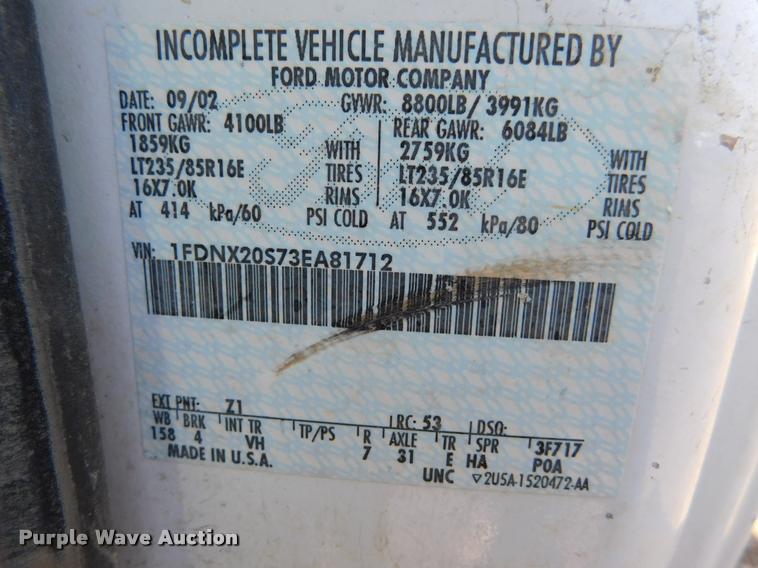 INCOMPLETE VEHICLE MANUFACTURED BY
FORD MOTOR COMPANY
DATE: 09/02 GVWR: 8800LB/ 3991KG
FRONT GAWR: 4100LB REAR GAWR: 6084LB
1859KG WITH 2759KG WITH
LT235/85R16E TIRES LT235/85R16E TIRES
16X7.0K RIMS 16X7.0K RIMS
AT 414 kPa/60 PSI COLD AT 552 kPa/80 PSI COLD
VIN: 1FDNX20S73EA81712
EXT PNT: Z1 RC: 53 DSO:
WB BRK INT TR TP/PS R AXLE TR SPR 3F717
158 4 VH 7 31 E HA POA
MADE IN U.S.A. UNC ▽2U5A-1520472-AA
Purple Wave Auction